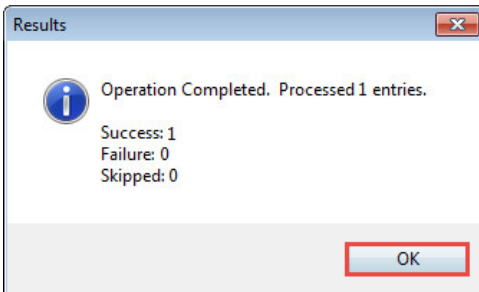 Results
Operation Completed.  Processed 1 entries.
Success: 1
Failure: 0
Skipped: 0
OK